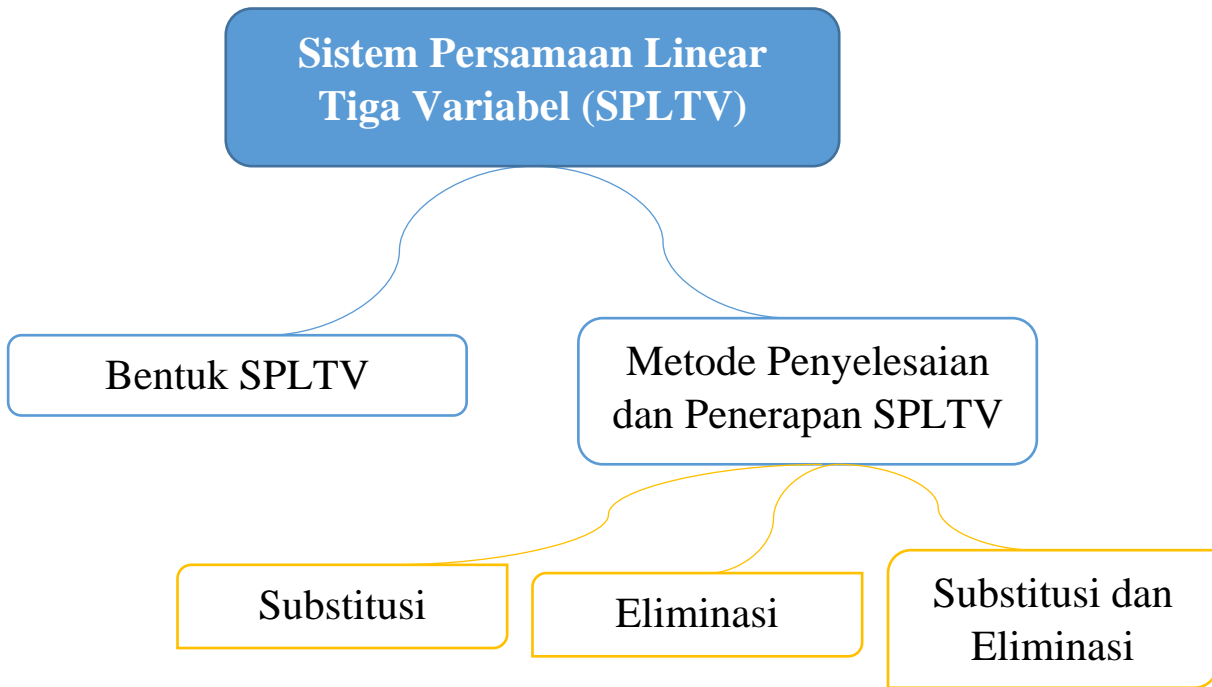 Sistem Persamaan Linear
Tiga Variabel (SPLTV)
Bentuk SPLTV
Metode Penyelesaian
dan Penerapan SPLTV
Substitusi
Eliminasi
Substitusi dan
Eliminasi